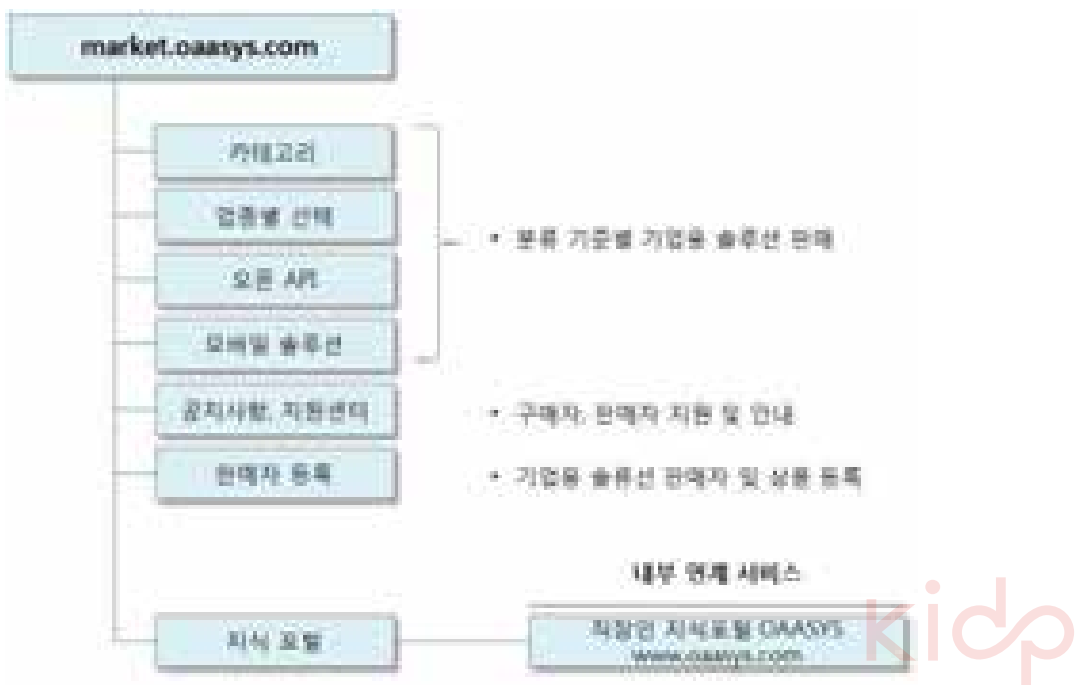 market.oaasys.com
카테고리
업종별 선택
오픈 API
모바일 솔루션
• 분류 기준별 기업용 솔루션 판매
공지사항, 지원센터
• 구매자, 판매자 지원 및 안내
판매자 등록
• 기업용 솔루션 판매자 및 상품 등록
내부 연계 서비스
지식 포털
직장인 지식포털 OAASYS
www.oaasys.com
kidp